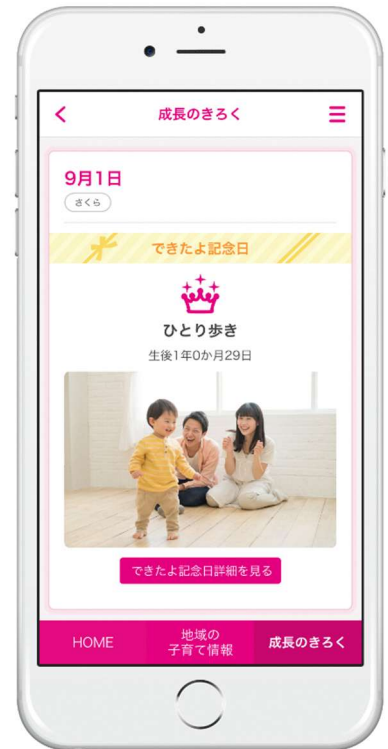 成長のきろく
9月1日
さくら
できたよ記念日
ひとり歩き
生後1年0か月29日
できたよ記念日詳細を見る
HOME
地域の
子育て情報
成長のきろく